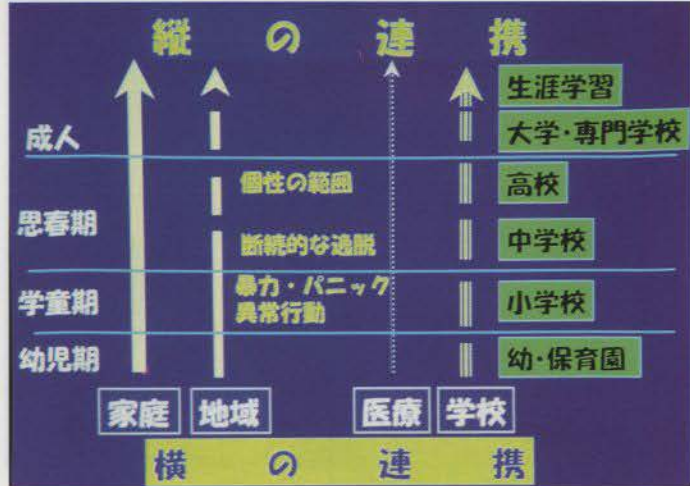 縦の連携
生涯学習
成人
大学・専門学校
個性の範囲
高校
思春期
断続的な逸脱
中学校
暴力・パニック
異常行動
学童期
小学校
幼児期
幼・保育園
家庭
地域
医療
学校
横の連携